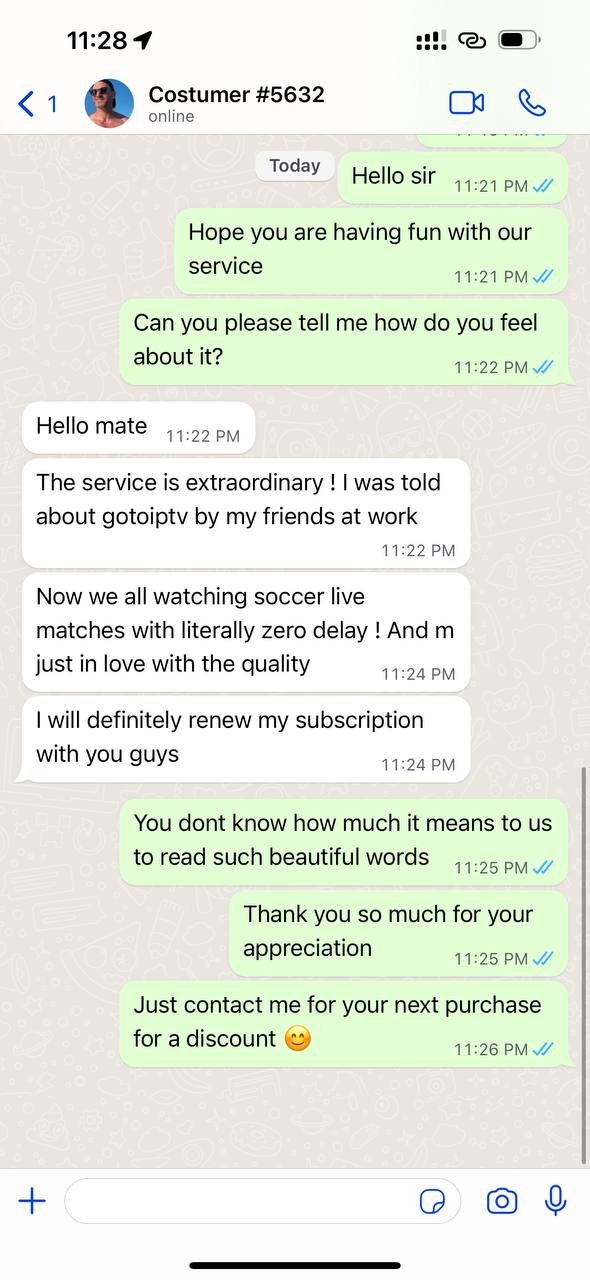 11:28
1
Costumer #5632
online
Today
Hello sir
11:21 PM
Hope you are having fun with our
service
11:21 PM
Can you please tell me how do you feel
about it?
11:22 PM
Hello mate
11:22 PM
The service is extraordinary ! I was told
about gotoiptv by my friends at work
11:22 PM
Now we all watching soccer live
matches with literally zero delay ! And m
just in love with the quality
11:24 PM
I will definitely renew my subscription
with you guys
11:24 PM
You dont know how much it means to us
to read such beautiful words
11:25 PM
Thank you so much for your
appreciation
11:25 PM
Just contact me for your next purchase
for a discount 😊
11:26 PM